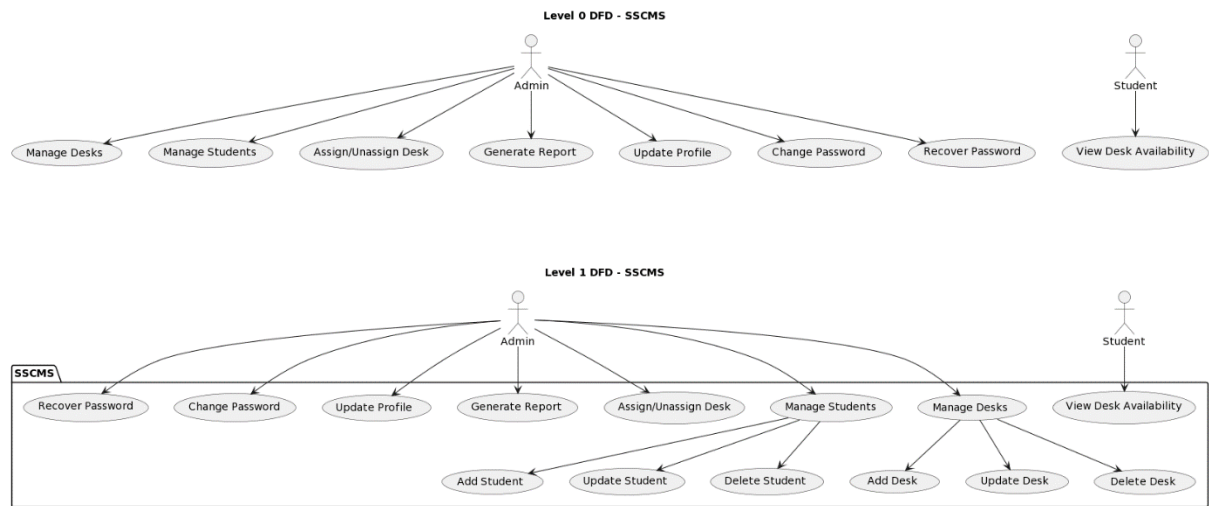 Level 0 DFD - SSCMS
Admin
Student
Manage Desks
Manage Students
Assign/Unassign Desk
Generate Report
Update Profile
Change Password
Recover Password
View Desk Availability
Level 1 DFD - SSCMS
Admin
Student
SSCMS
Recover Password
Change Password
Update Profile
Generate Report
Assign/Unassign Desk
Manage Students
Manage Desks
View Desk Availability
Add Student
Update Student
Delete Student
Add Desk
Update Desk
Delete Desk